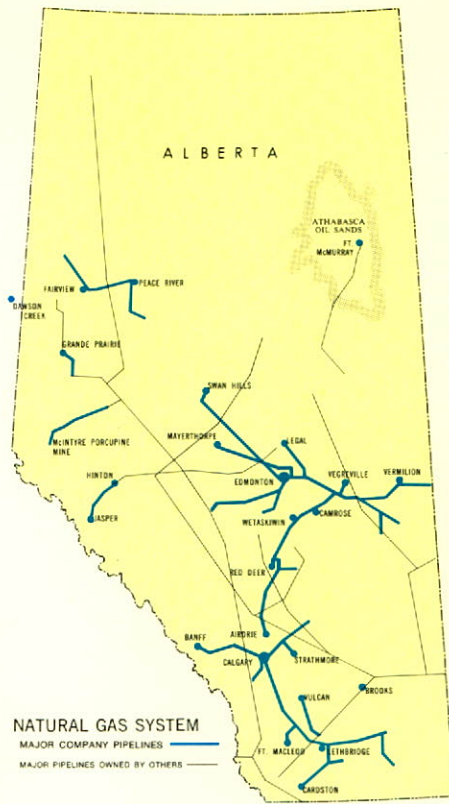 ALBERTA
ATHABASCA
OIL SANDS
FT.
McMURRAY
PEACE RIVER
FAIRVIEW
DAWSON
CREEK
GRANDE PRAIRIE
SWAN HILLS
McINTYRE PORCUPINE
MINE
MAYERTHORPE
LEGAL
HINTON
EDMONTON
VEGREVILLE
VERMILION
JASPER
WETASKIWIN
CAMROSE
RED DEER
BANFF
AIRDRIE
CALGARY
STRATHMORE
BROOKS
VULCAN
NATURAL GAS SYSTEM
MAJOR COMPANY PIPELINES
FT. MACLEOD
LETHBRIDGE
MAJOR PIPELINES OWNED BY OTHERS
CARDSTON